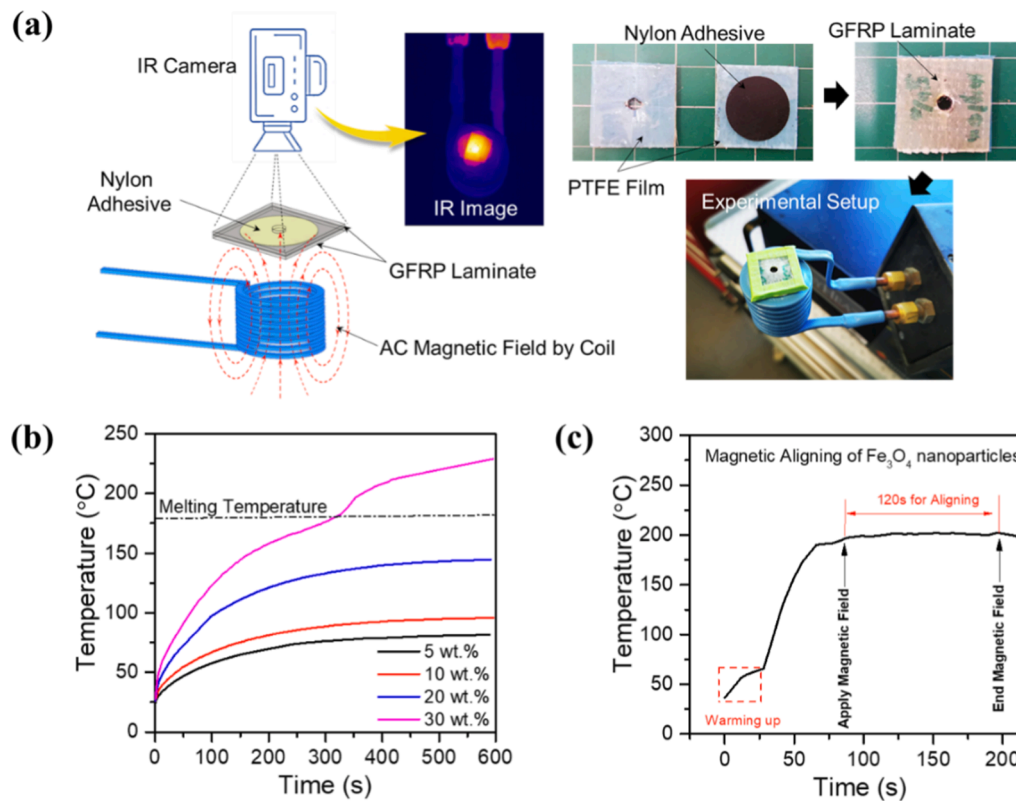 (a)
IR Camera
Nylon
Adhesive
IR Image
GFRP Laminate
AC Magnetic Field by Coil
Nylon Adhesive
GFRP Laminate
PTFE Film
Experimental Setup
(b)
250
200
150
100
50
0
Temperature (°C)
Melting Temperature
5 wt.%
10 wt.%
20 wt.%
30 wt.%
0 100 200 300 400 500 600
Time (s)
(c)
300
250
200
150
100
50
0
Temperature (°C)
Magnetic Aligning of Fe₃O₄ nanoparticles
120s for Aligning
Apply Magnetic Field
End Magnetic Field
Warming up
0 50 100 150 200
Time (s)